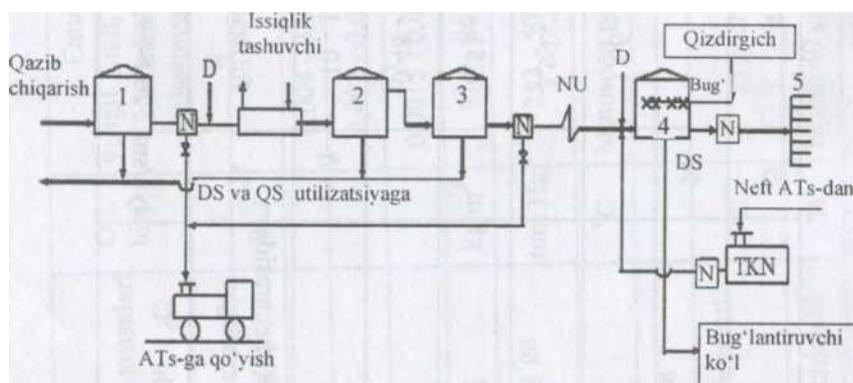 Issiqlik
tashuvchi
Qizdirgich
Qazib
chiqarish
D
NU
D
Bug‘
5
1
2
3
4
N
N
N
DS
DS va QS utilizatsiyaga
Neft ATs-dan
N
TKN
ATs-ga qo‘yish
Bug‘lantiruvchi
ko‘l